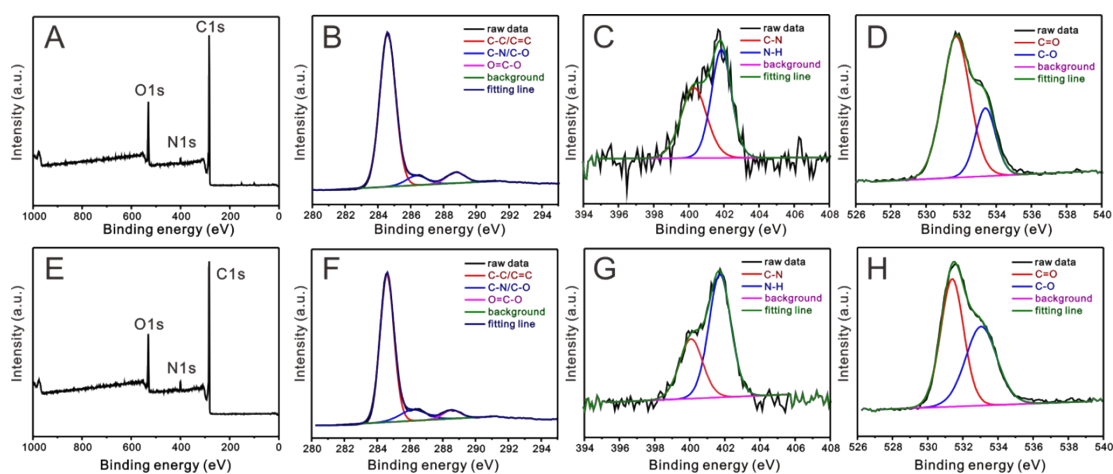 A
C1s
O1s
N1s
Intensity (a.u.)
1000 800 600 400 200 0
Binding energy (eV)
B
raw data
C-C/C=C
C-N/C-O
O=C-O
background
fitting line
Intensity (a.u.)
280 282 284 286 288 290 292 294
Binding energy (eV)
C
raw data
C-N
N-H
background
fitting line
Intensity (a.u.)
394 396 398 400 402 404 406 408
Binding energy (eV)
D
raw data
C=O
C-O
background
fitting line
Intensity (a.u.)
526 528 530 532 534 536 538 540
Binding energy (eV)
E
C1s
O1s
N1s
Intensity (a.u.)
1000 800 600 400 200 0
Binding energy (eV)
F
raw data
C-C/C=C
C-N/C-O
O=C-O
background
fitting line
Intensity (a.u.)
280 282 284 286 288 290 292 294
Binding energy (eV)
G
raw data
C-N
N-H
background
fitting line
Intensity (a.u.)
394 396 398 400 402 404 406 408
Binding energy (eV)
H
raw data
C=O
C-O
background
fitting line
Intensity (a.u.)
526 528 530 532 534 536 538 540
Binding energy (eV)